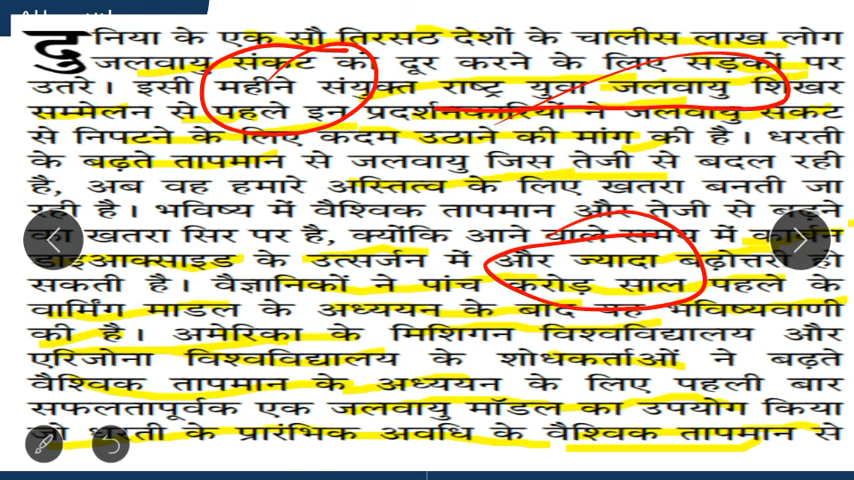 दुनिया के एक सौ तिरसठ देशों के चालीस लाख लोग
जलवायु संकट को दूर करने के लिए सड़कों पर
उतरे। इसी महीने संयुक्त राष्ट्र युवा जलवायु शिखर
सम्मेलन से पहले इन प्रदर्शनकारियों ने जलवायु संकट
से निपटने के लिए कदम उठाने की मांग की है। धरती
के बढ़ते तापमान से जलवायु जिस तेजी से बदल रही
है, अब वह हमारे अस्तित्व के लिए खतरा बनती जा
रही है। भविष्य में वैश्विक तापमान और तेजी से बढ़ने
का खतरा सिर पर है, क्योंकि आने वाले समय में कार्बन
डाइआक्साइड के उत्सर्जन में और ज्यादा बढ़ोत्तरी हो
सकती है। वैज्ञानिकों ने पांच करोड़ साल पहले के
वार्मिंग माडल के अध्ययन के बाद यह भविष्यवाणी
की है। अमेरिका के मिशिगन विश्वविद्यालय और
एरिजोना विश्वविद्यालय के शोधकर्ताओं ने बढ़ते
वैश्विक तापमान के अध्ययन के लिए पहली बार
सफलतापूर्वक एक जलवायु मॉडल का उपयोग किया
जो धरती के प्रारंभिक अवधि के वैश्विक तापमान से